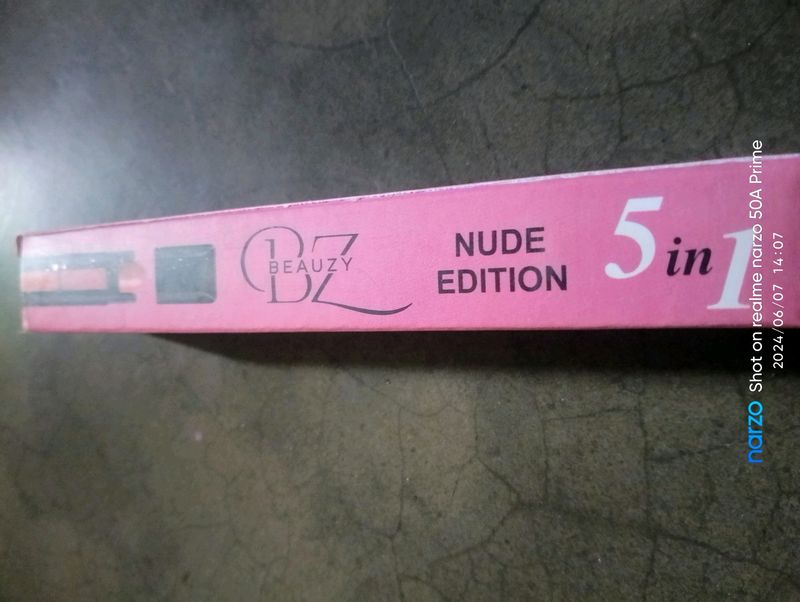 BZ
BEAUZY
NUDE
EDITION
5 in 1
narzo Shot on realme narzo 50A Prime
2024/06/07 14:07